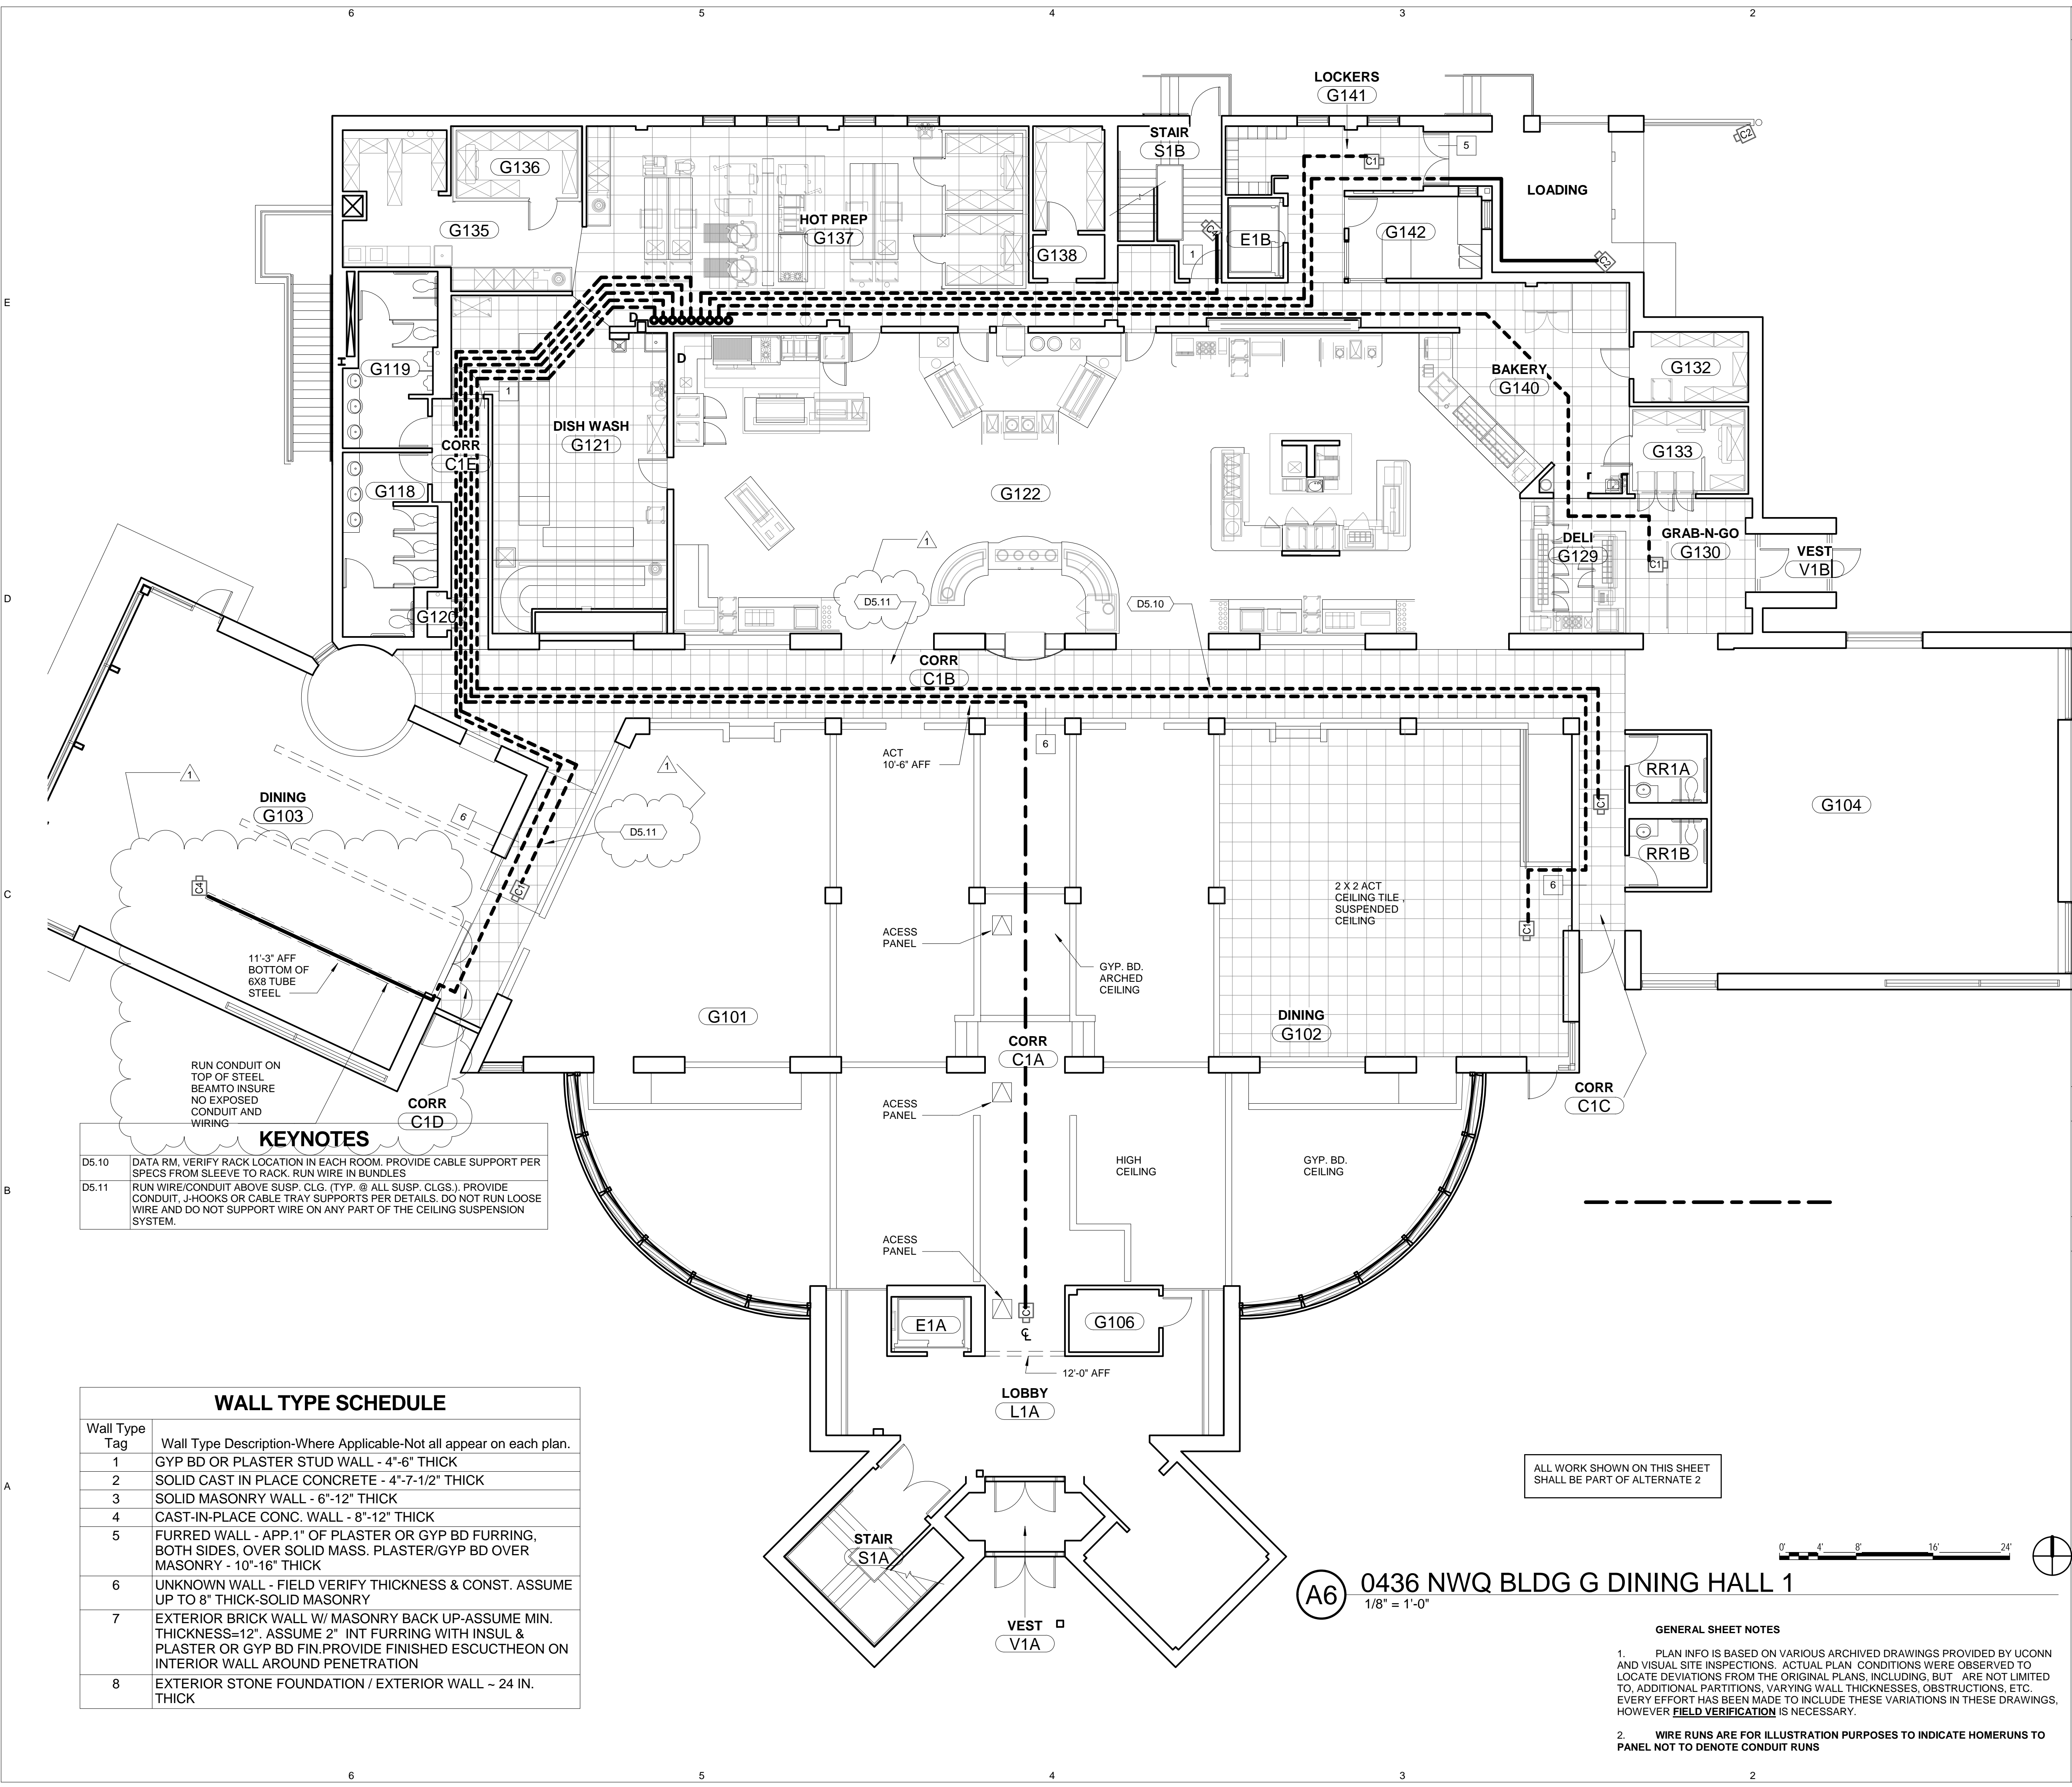 6 5 4 3 2
LOCKERS
G141
STAIR
S1B
5
C2
C1
G136
LOADING
HOT PREP
G137
G135
C4
E1B
G142
G138
1
C2
E
D
H
G119
D
BAKERY
G140
G132
1
DISH WASH
G121
CORR
C1E
G133
G118
G122
1
DELI
G129
GRAB-N-GO
G130
VEST
V1B
C1
D
D5.11
D5.10
G120
CORR
C1B
6
ACT
10'-6" AFF
1
1
RR1A
DINING
G103
C1
G104
6
D5.11
RR1B
C4
C1
C
2 X 2 ACT
CEILING TILE ,
SUSPENDED
CEILING
6
C1
ACESS
PANEL
11'-3" AFF
BOTTOM OF
6X8 TUBE
STEEL
GYP. BD.
ARCHED
CEILING
G101
DINING
G102
CORR
C1A
RUN CONDUIT ON
TOP OF STEEL
BEAMTO INSURE
NO EXPOSED
CONDUIT AND
WIRING
CORR
C1D
ACESS
PANEL
CORR
C1C
KEYNOTES
D5.10 DATA RM, VERIFY RACK LOCATION IN EACH ROOM. PROVIDE CABLE SUPPORT PER
SPECS FROM SLEEVE TO RACK. RUN WIRE IN BUNDLES
D5.11 RUN WIRE/CONDUIT ABOVE SUSP. CLG. (TYP. @ ALL SUSP. CLGS.). PROVIDE
CONDUIT, J-HOOKS OR CABLE TRAY SUPPORTS PER DETAILS. DO NOT RUN LOOSE
WIRE AND DO NOT SUPPORT WIRE ON ANY PART OF THE CEILING SUSPENSION
SYSTEM.
HIGH
CEILING
GYP. BD.
CEILING
B
ACESS
PANEL
E1A
G106
12'-0" AFF
LOBBY
L1A
WALL TYPE SCHEDULE
Wall Type
Tag Wall Type Description-Where Applicable-Not all appear on each plan.
1 GYP BD OR PLASTER STUD WALL - 4"-6" THICK
2 SOLID CAST IN PLACE CONCRETE - 4"-7-1/2" THICK
3 SOLID MASONRY WALL - 6"-12" THICK
4 CAST-IN-PLACE CONC. WALL - 8"-12" THICK
5 FURRED WALL - APP.1" OF PLASTER OR GYP BD FURRING,
BOTH SIDES, OVER SOLID MASS. PLASTER/GYP BD OVER
MASONRY - 10"-16" THICK
6 UNKNOWN WALL - FIELD VERIFY THICKNESS & CONST. ASSUME
UP TO 8" THICK-SOLID MASONRY
7 EXTERIOR BRICK WALL W/ MASONRY BACK UP-ASSUME MIN.
THICKNESS=12". ASSUME 2" INT FURRING WITH INSUL &
PLASTER OR GYP BD FIN.PROVIDE FINISHED ESCUCTHEON ON
INTERIOR WALL AROUND PENETRATION
8 EXTERIOR STONE FOUNDATION / EXTERIOR WALL ~ 24 IN.
THICK
A
ALL WORK SHOWN ON THIS SHEET
SHALL BE PART OF ALTERNATE 2
STAIR
S1A
VEST
V1A
0' 4' 8' 16' 24'
A6 0436 NWQ BLDG G DINING HALL 1
1/8" = 1'-0"
GENERAL SHEET NOTES
1. PLAN INFO IS BASED ON VARIOUS ARCHIVED DRAWINGS PROVIDED BY UCONN
AND VISUAL SITE INSPECTIONS. ACTUAL PLAN CONDITIONS WERE OBSERVED TO
LOCATE DEVIATIONS FROM THE ORIGINAL PLANS, INCLUDING, BUT ARE NOT LIMITED
TO, ADDITIONAL PARTITIONS, VARYING WALL THICKNESSES, OBSTRUCTIONS, ETC.
EVERY EFFORT HAS BEEN MADE TO INCLUDE THESE VARIATIONS IN THESE DRAWINGS,
HOWEVER FIELD VERIFICATION IS NECESSARY.
2. WIRE RUNS ARE FOR ILLUSTRATION PURPOSES TO INDICATE HOMERUNS TO
PANEL NOT TO DENOTE CONDUIT RUNS
6 5 4 3 2